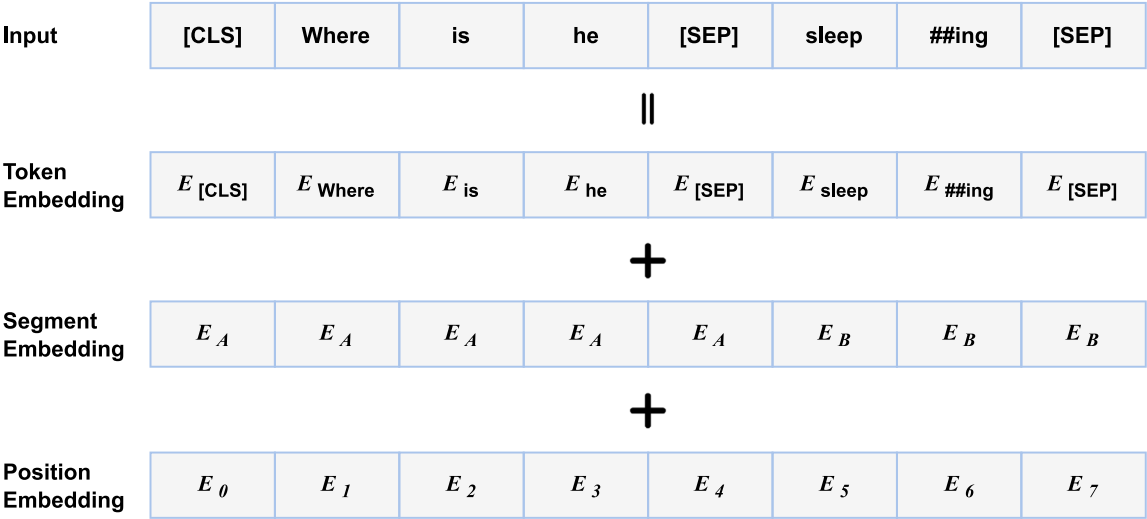 Input [CLS] Where is he [SEP] sleep ##ing [SEP]
=
Token Embedding E [CLS] E Where E is E he E [SEP] E sleep E ##ing E [SEP]
+
Segment Embedding E A E A E A E A E A E B E B E B
+
Position Embedding E 0 E 1 E 2 E 3 E 4 E 5 E 6 E 7